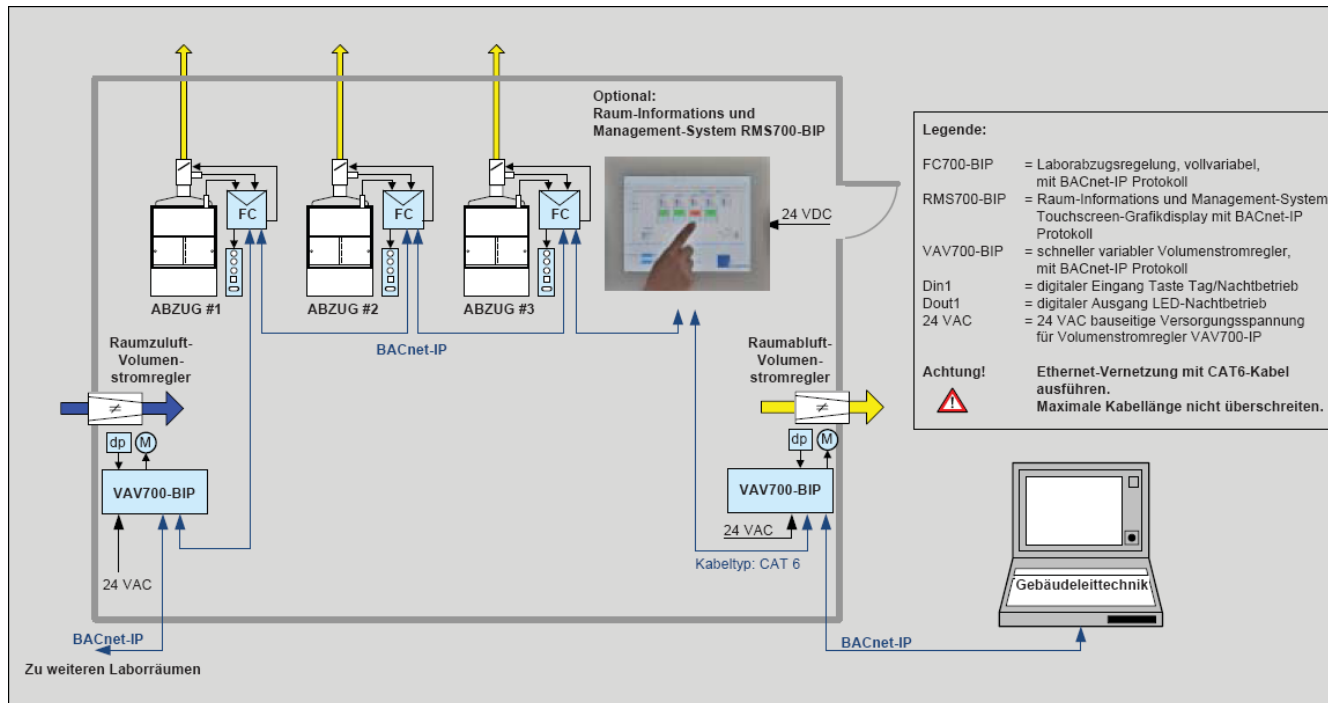 Optional:
Raum-Informations und
Management-System RMS700-BIP
24 VDC
FC
FC
FC
ABZUG #1
ABZUG #2
ABZUG #3
BACnet-IP
Raumzuluft-
Volumen-
stromregler
≠
dp
M
VAV700-BIP
24 VAC
BACnet-IP
Zu weiteren Laborräumen
Raumabluft-
Volumen-
stromregler
≠
dp
M
VAV700-BIP
24 VAC
Kabeltyp: CAT 6
BACnet-IP
Gebäudeleittechnik
Legende:
FC700-BIP = Laborabzugsregelung, vollvariabel,
mit BACnet-IP Protokoll
RMS700-BIP = Raum-Informations und Management-System
Touchscreen-Grafikdisplay mit BACnet-IP
Protokoll
VAV700-BIP = schneller variabler Volumenstromregler,
mit BACnet-IP Protokoll
Din1 = digitaler Eingang Taste Tag/Nachtbetrieb
Dout1 = digitaler Ausgang LED-Nachtbetrieb
24 VAC = 24 VAC bauseitige Versorgungsspannung
für Volumenstromregler VAV700-IP
Achtung! Ethernet-Vernetzung mit CAT6-Kabel
ausführen.
Maximale Kabellänge nicht überschreiten.